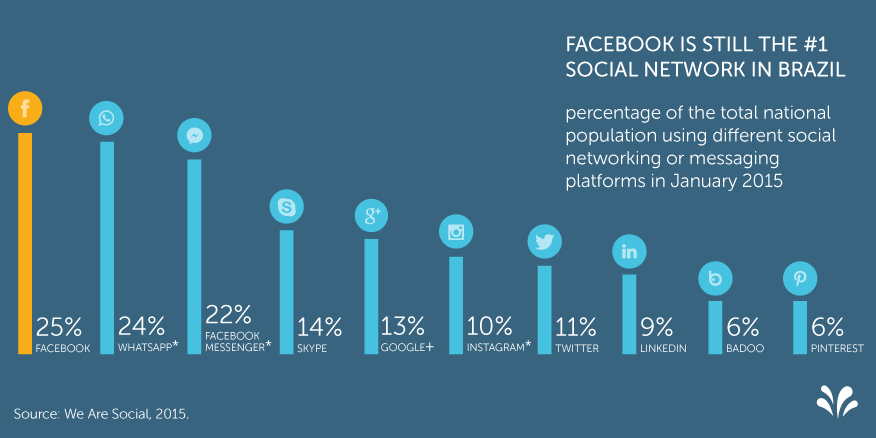 FACEBOOK IS STILL THE #1
SOCIAL NETWORK IN BRAZIL
percentage of the total national
population using different social
networking or messaging
platforms in January 2015
25%
FACEBOOK
24%
WHATSAPP*
22%
FACEBOOK
MESSENGER*
14%
SKYPE
13%
GOOGLE+
10%
INSTAGRAM*
11%
TWITTER
9%
LINKEDIN
6%
BADOO
6%
PINTEREST
Source: We Are Social, 2015.